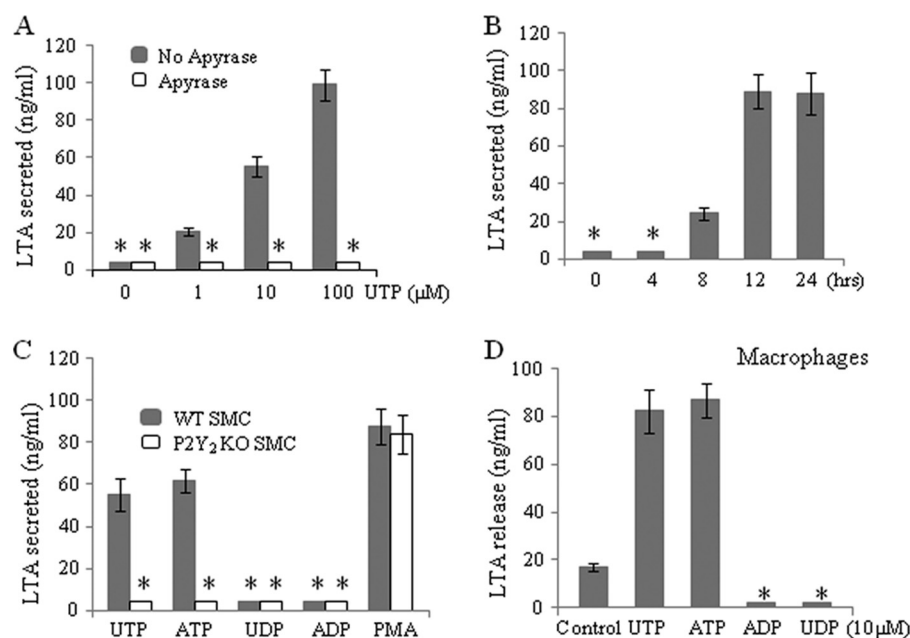 A
LTA secreted (ng/ml)
120
100
80
60
40
20
0
No Apyrase
Apyrase
* * * * *
0 1 10 100 UTP (μM)
B
LTA secreted (ng/ml)
120
100
80
60
40
20
0
* *
0 4 8 12 24 (hrs)
C
LTA secreted (ng/ml)
120
100
80
60
40
20
0
WT SMC
P2Y₂ KO SMC
* * * * * *
UTP ATP UDP ADP PMA
D
Macrophages
LTA release (ng/ml)
100
80
60
40
20
0
* *
Control UTP ATP ADP UDP (10μM)